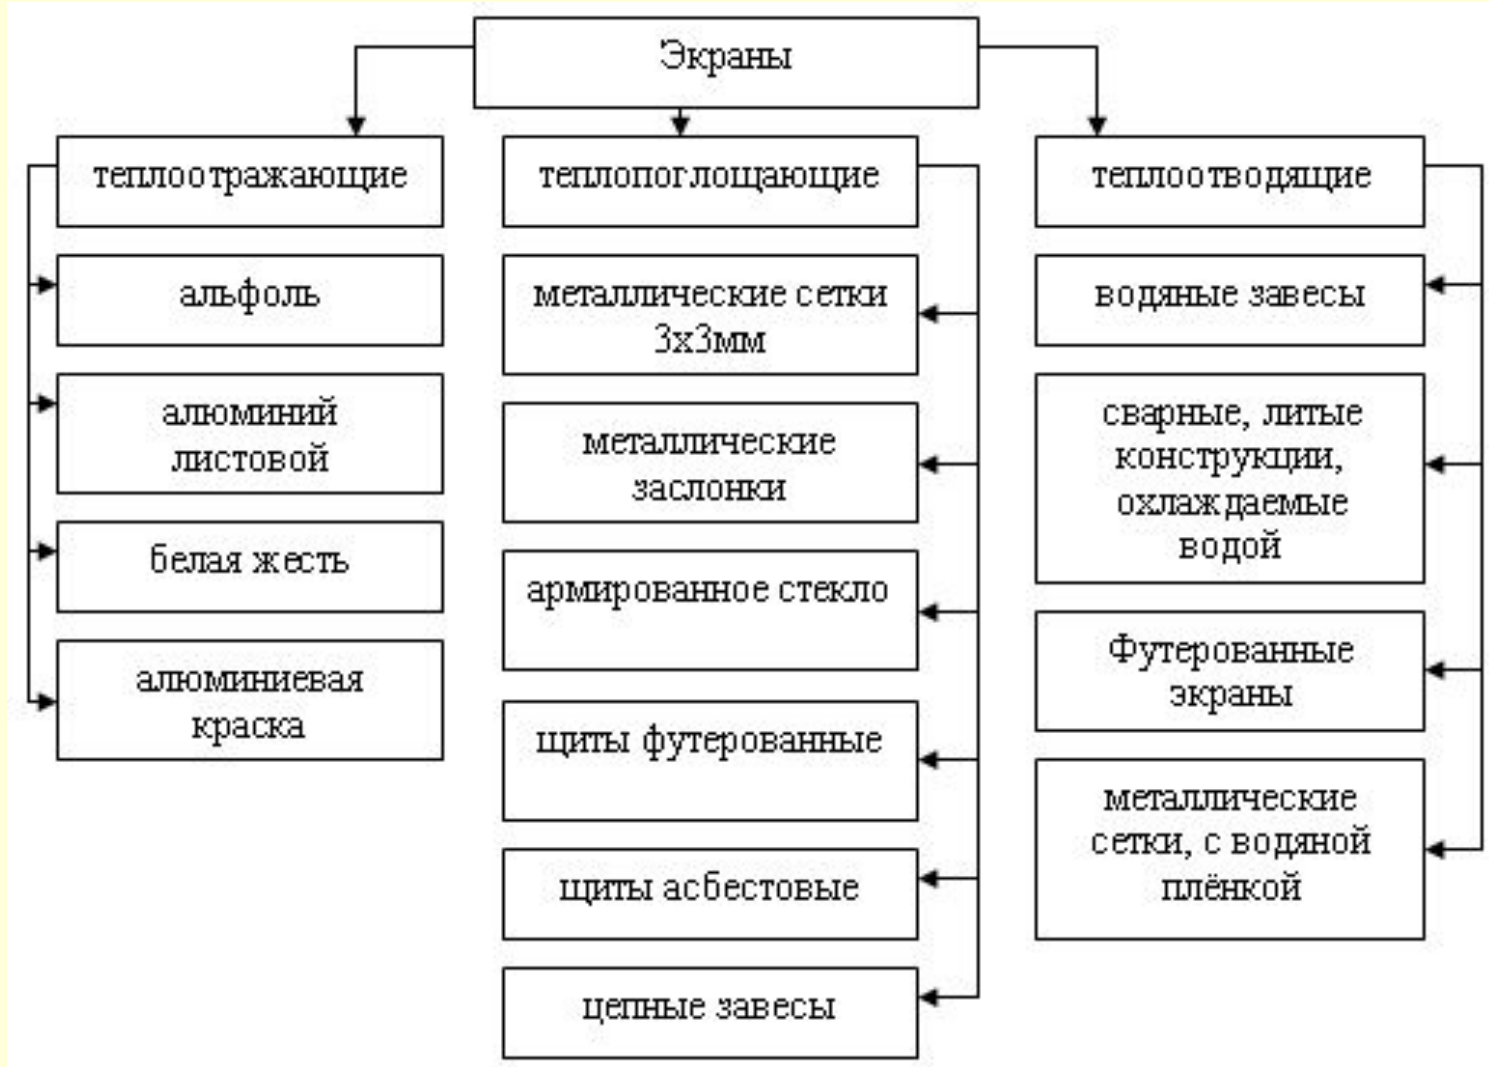 Экраны
теплоотражающие
альфоль
алюминий
листовой
белая жесть
алюминиевая
краска
теплопоглощающие
металлические сетки
3х3мм
металлические
заслонки
армированное стекло
щиты футерованные
щиты асбестовые
цепные завесы
теплоотводящие
водяные завесы
сварные, литые
конструкции,
охлаждаемые
водой
Футерованные
экраны
металлические
сетки, с водяной
плёнкой